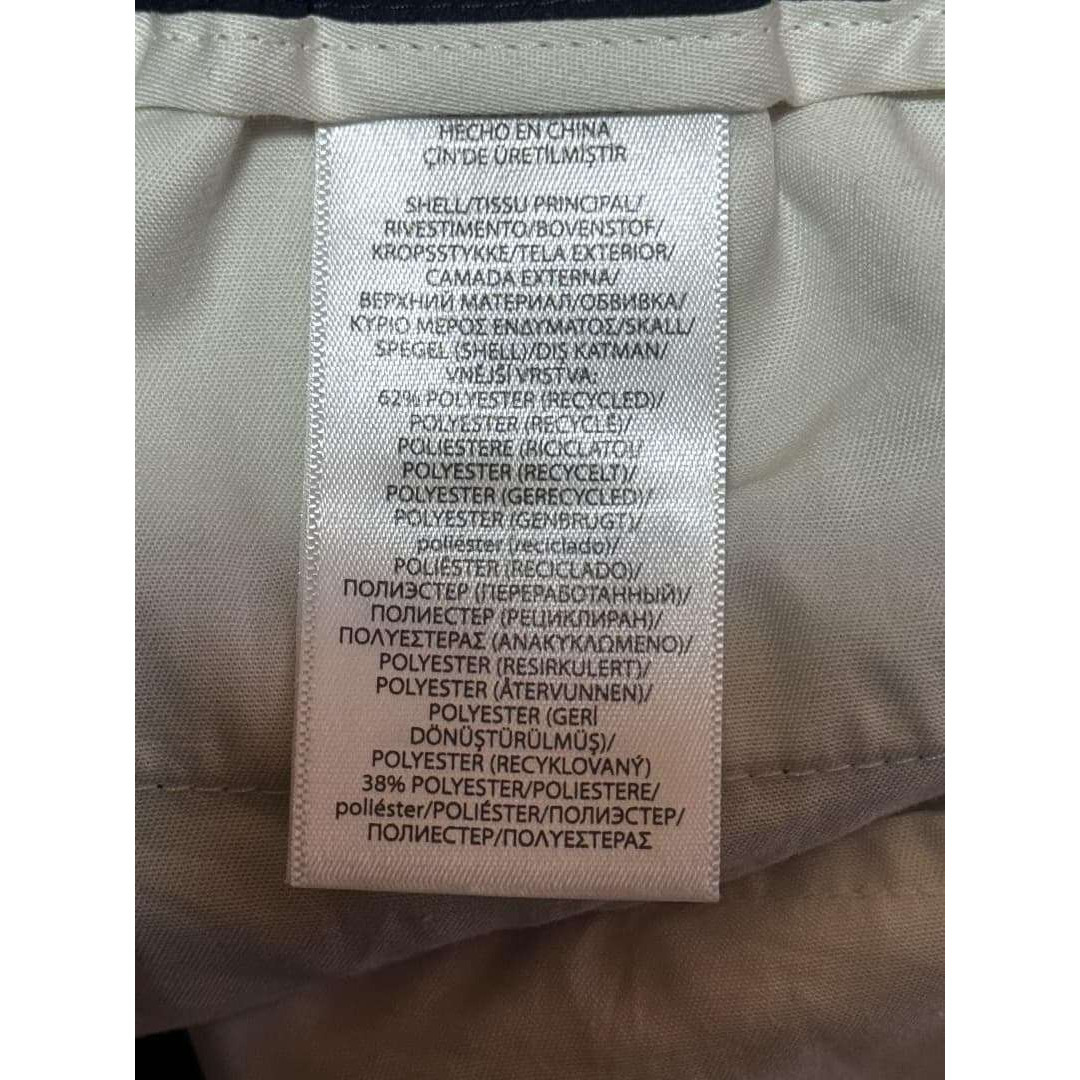 HECHO EN CHINA
ÇİN'DE ÜRETİLMİŞTİR
SHELL/TISSU PRINCIPAL/
RIVESTIMENTO/BOVENSTOF/
KROPSSTYKKE/TELA EXTERIOR/
CAMADA EXTERNA/
ВЕРХНИЙ МАТЕРИАЛ/ОБВИВКА/
ΚΥΡΙΟ ΜΕΡΟΣ ΕΝΔΥΜΑΤΟΣ/SKALL/
SPEGEL (SHELL)/DIŞ KATMAN/
VNĚJŠÍ VRSTVA:
62% POLYESTER (RECYCLED)/
POLYESTER (RECYCLÉ)/
POLIESTERE (RICICLATO)/
POLYESTER (RECYCELT)/
POLYESTER (GERECYCLED)/
POLYESTER (GENBRUGT)/
poliéster (reciclado)/
POLIÉSTER (RECICLADO)/
ПОЛИЭСТЕР (ПЕРЕРАБОТАННЫЙ)/
ПОЛИЕСТЕР (РЕЦИКЛИРАН)/
ΠΟΛΥΕΣΤΕΡΑΣ (ΑΝΑΚΥΚΛΩΜΕΝΟ)/
POLYESTER (RESIRKULERT)/
POLYESTER (ÅTERVUNNEN)/
POLYESTER (GERİ
DÖNÜŞTÜRÜLMÜŞ)/
POLYESTER (RECYKLOVANÝ)
38% POLYESTER/POLIESTERE/
poliéster/POLIÉSTER/ПОЛИЭСТЕР/
ПОЛИЕСТЕР/ΠΟΛΥΕΣΤΕΡΑΣ